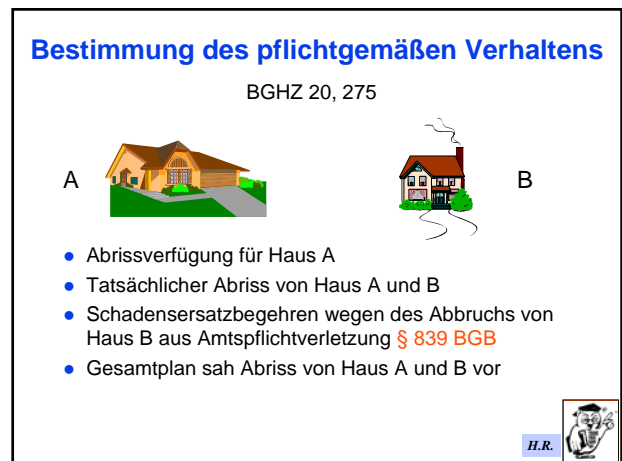 Bestimmung des pflichtgemäßen Verhaltens
BGHZ 20, 275
A
B
• Abrissverfügung für Haus A
• Tatsächlicher Abriss von Haus A und B
• Schadensersatzbegehren wegen des Abbruchs von
Haus B aus Amtspflichtverletzung § 839 BGB
• Gesamtplan sah Abriss von Haus A und B vor
H.R.